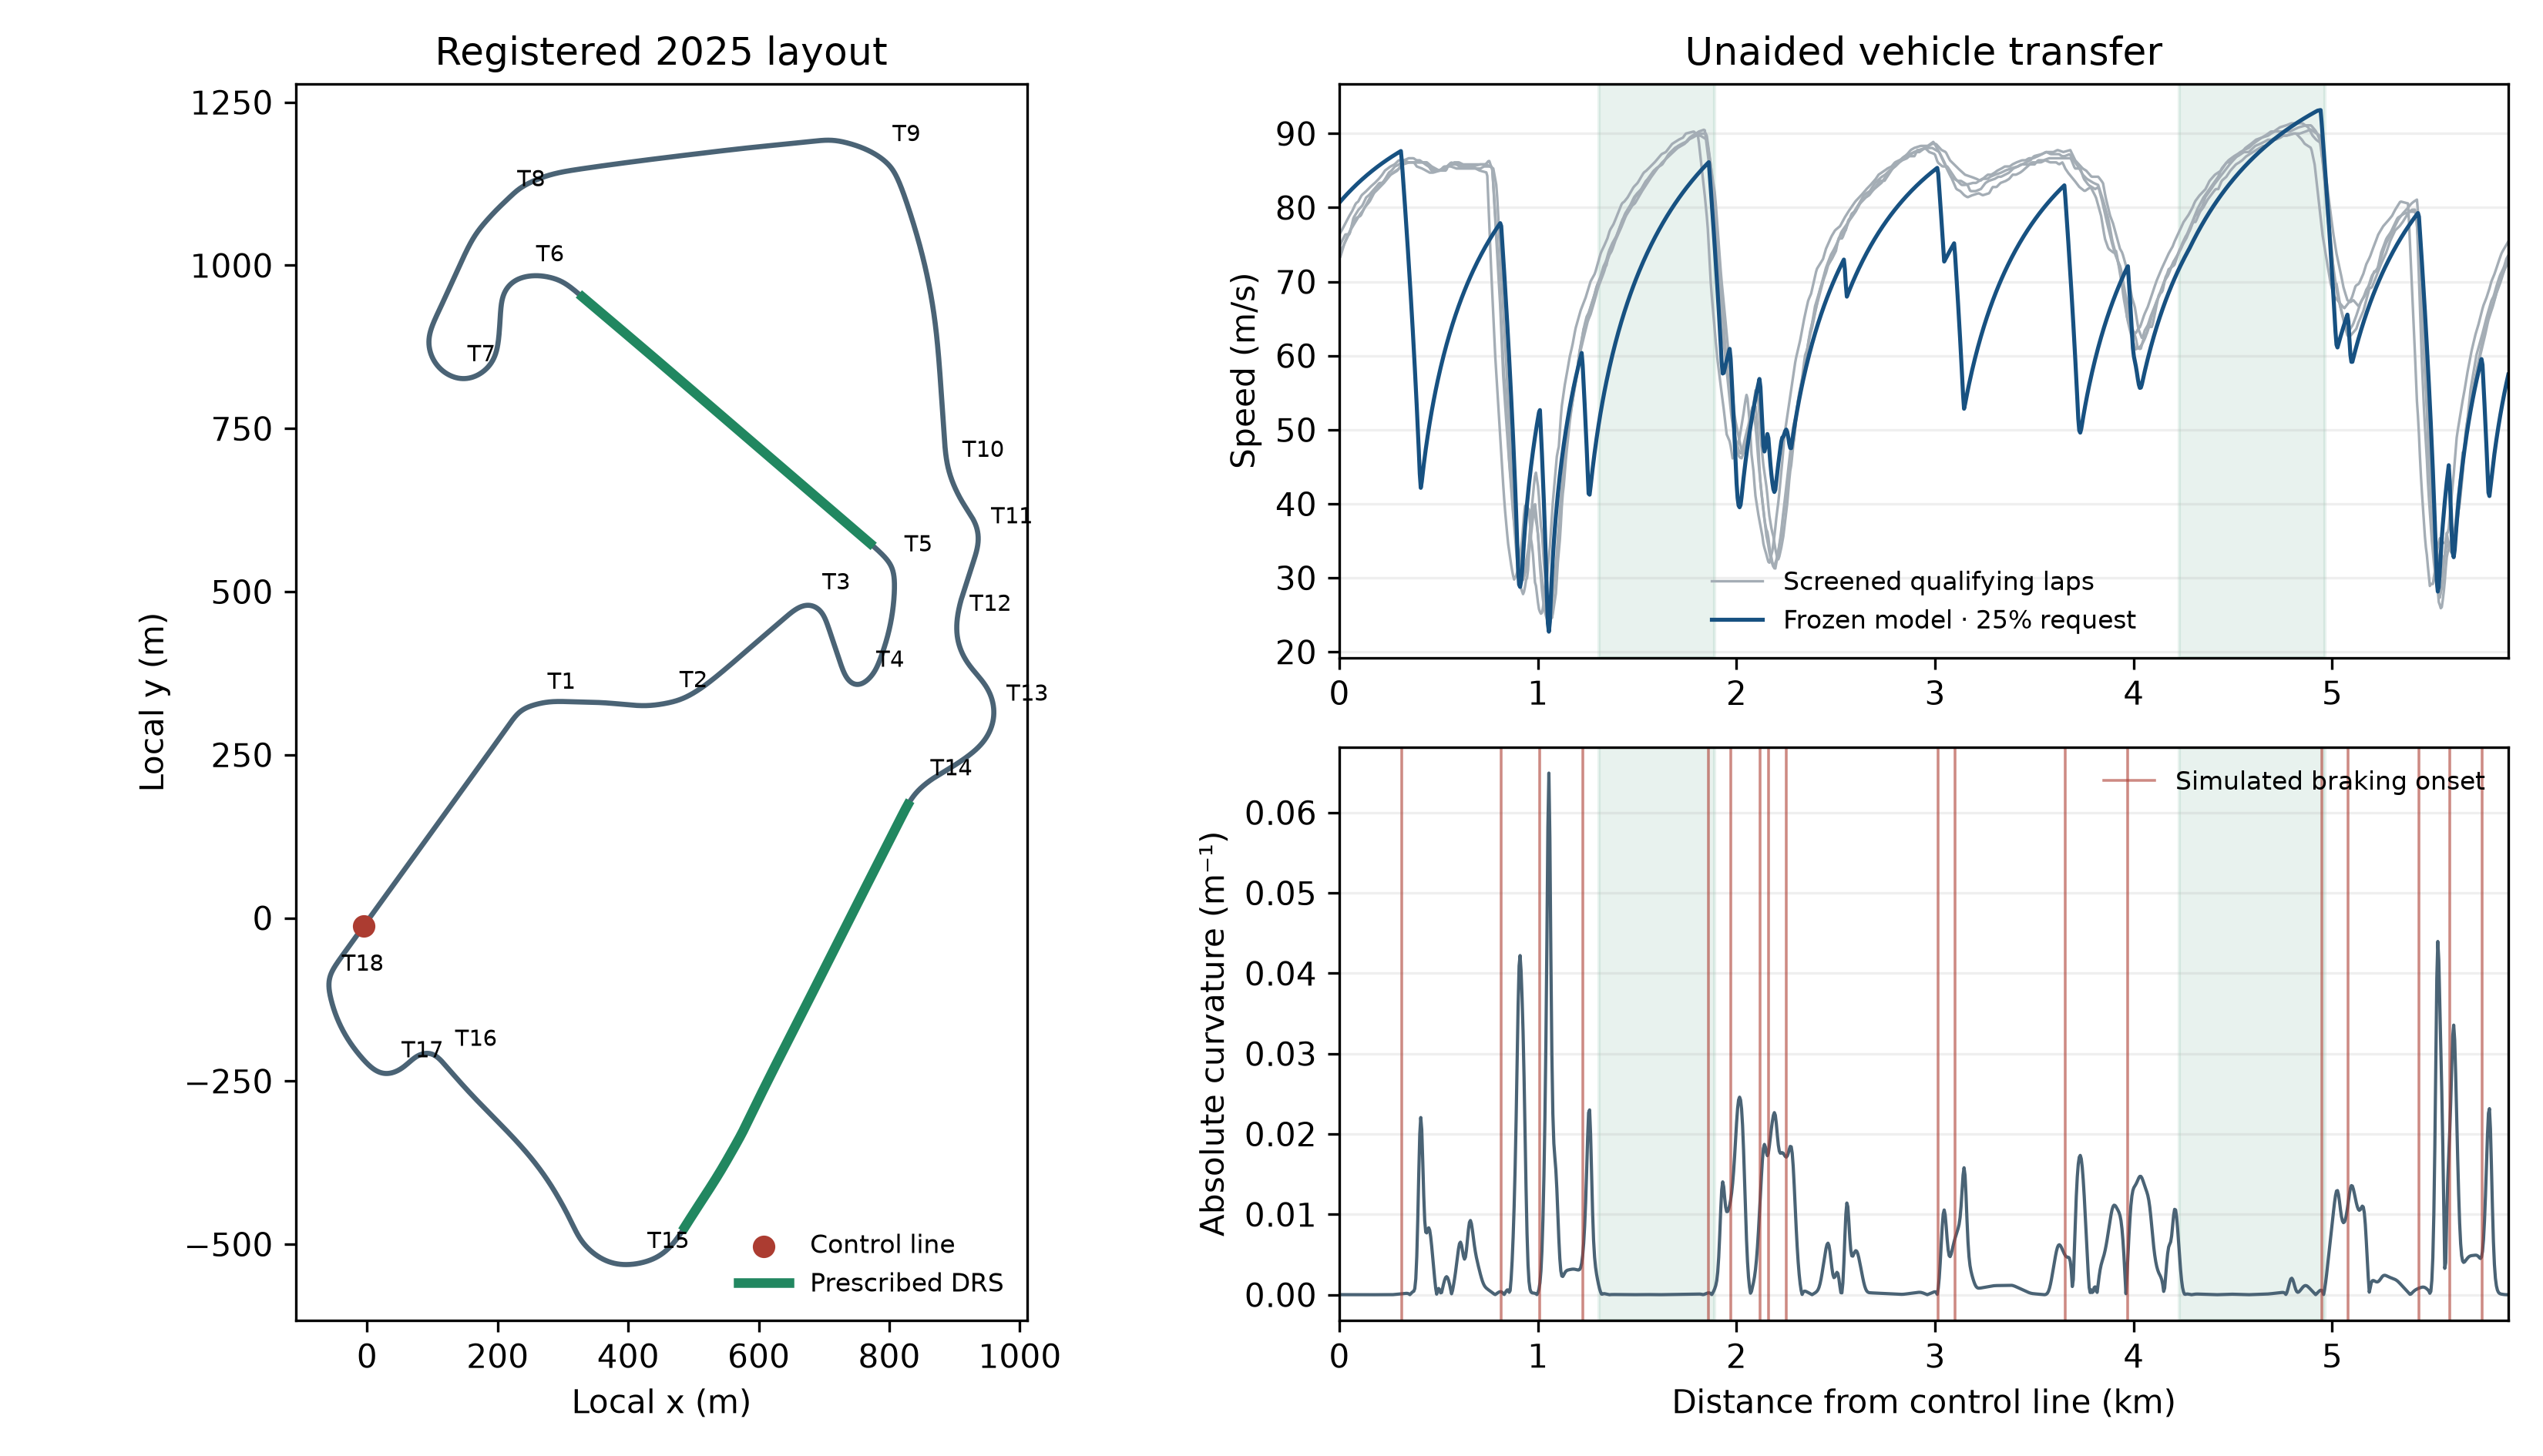 Registered 2025 layout
1250
1000
750
500
250
0
−250
−500
Local y (m)
T9
T8
T6
T7
T10
T11
T5
T3
T12
T4
T1
T2
T13
T14
T18
T17
T16
T15
Control line
Prescribed DRS
0
200
400
600
800
1000
Local x (m)
Unaided vehicle transfer
90
80
70
60
50
40
30
20
Speed (m/s)
Screened qualifying laps
Frozen model · 25% request
0
1
2
3
4
5
Simulated braking onset
0.06
0.05
0.04
0.03
0.02
0.01
0.00
Absolute curvature (m⁻¹)
0
1
2
3
4
5
Distance from control line (km)